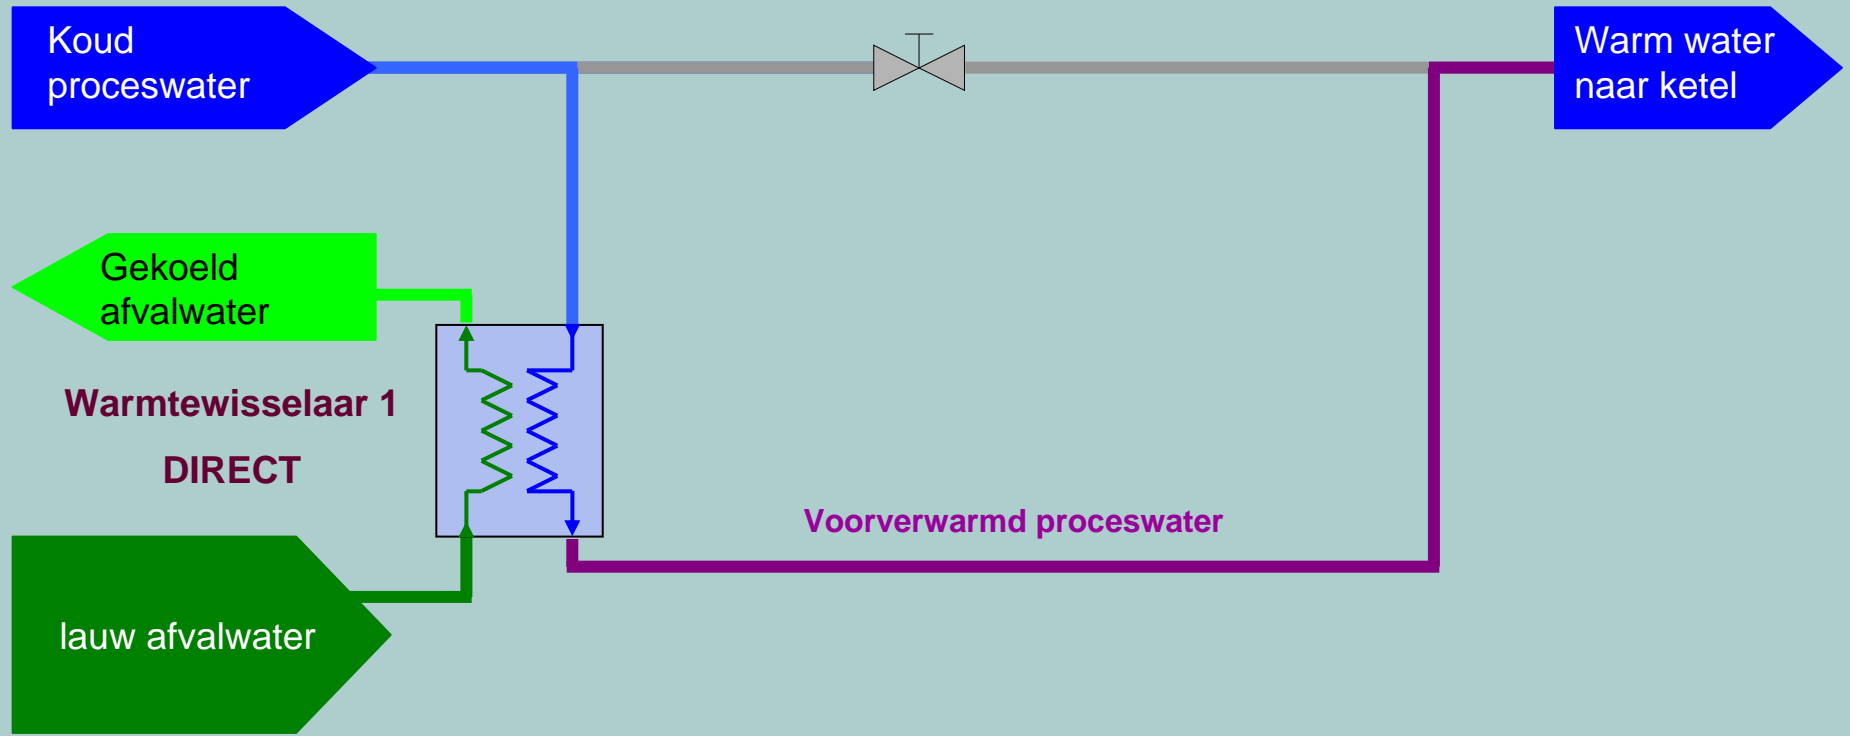 Koud
proceswater
Warm water
naar ketel
Gekoeld
afvalwater
Warmtewisselaar 1
DIRECT
Voorverwarmd proceswater
lauw afvalwater